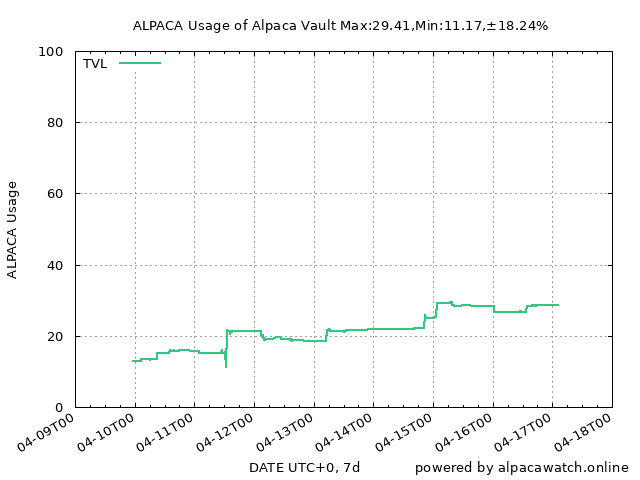 ALPACA Usage of Alpaca Vault Max:29.41,Min:11.17,±18.24%
TVL
ALPACA Usage
100
80
60
40
20
0
04-09T00
04-10T00
04-11T00
04-12T00
04-13T00
04-14T00
04-15T00
04-16T00
04-17T00
04-18T00
DATE UTC+0, 7d
powered by alpacawatch.online